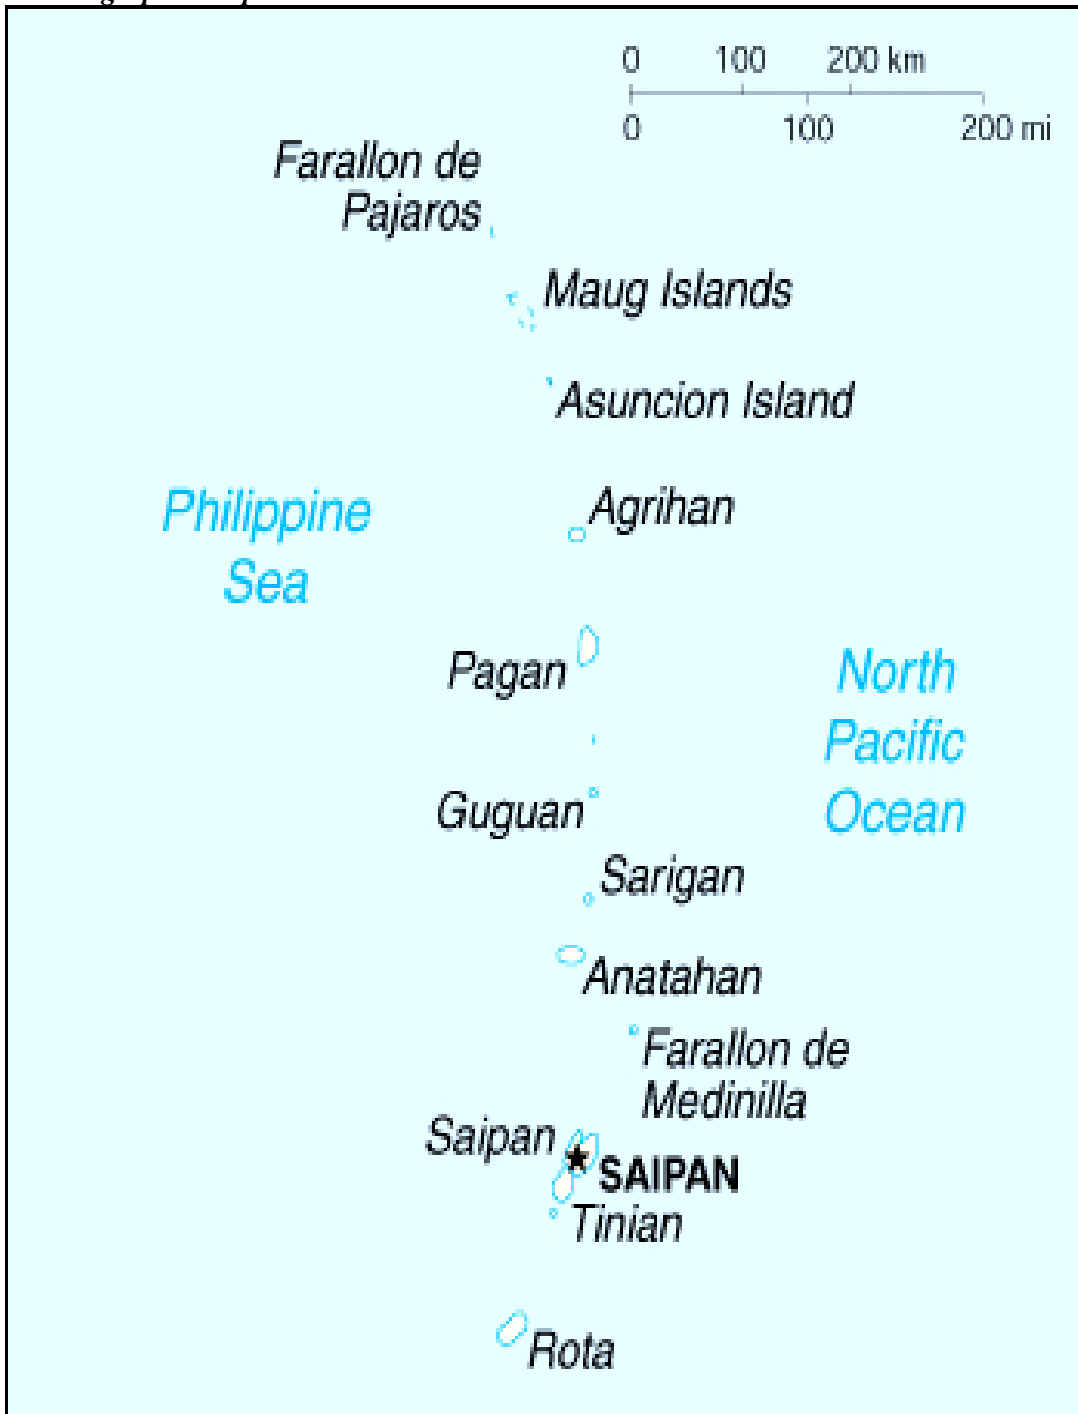 0 100 200 km
0 100 200 mi
Farallon de
Pajaros
Maug Islands
Asuncion Island
Philippine
Sea
Agrihan
Pagan
North
Pacific
Ocean
Guguan
Sarigan
Anatahan
Farallon de
Medinilla
Saipan
SAIPAN
Tinian
Rota